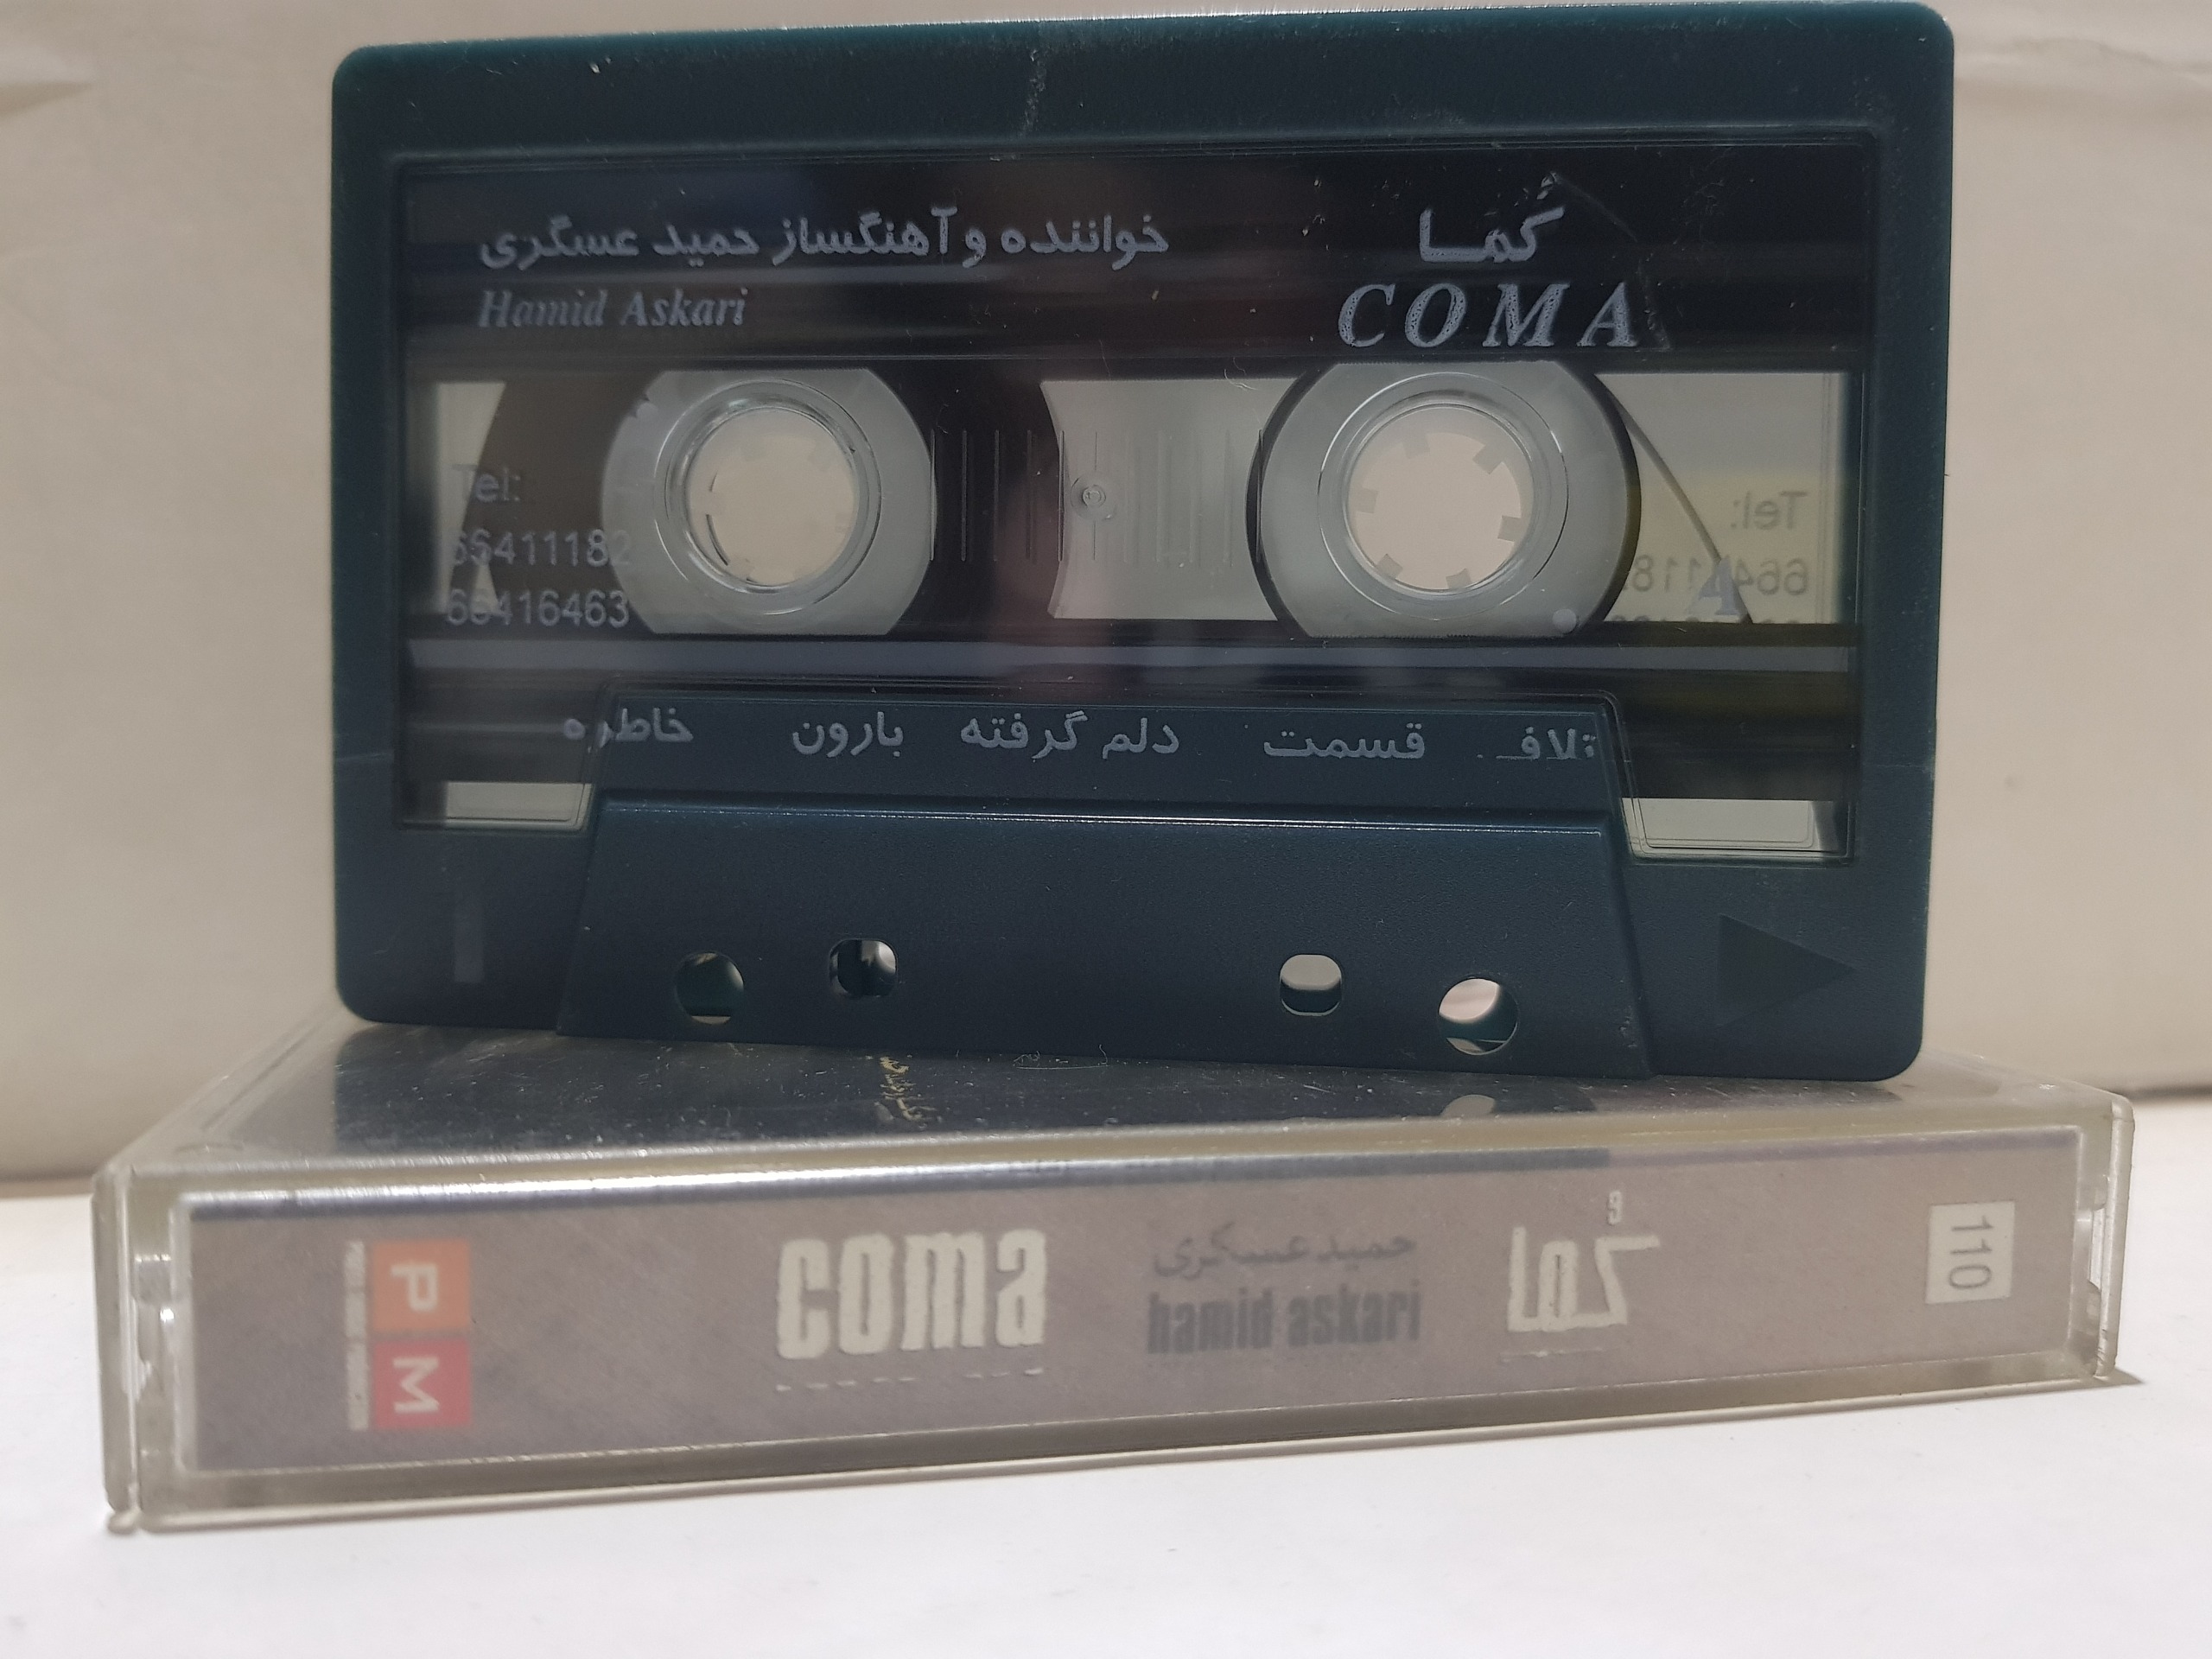 کُما
خواننده و آهنگساز حمید عسگری
COMA
Hamid Askari
Tel:
66411182
66416463
Tel:
A
قسمت دلم گرفته بارون خاطره
110
کُما
حمید عسکری
hamid askari
coma
P M